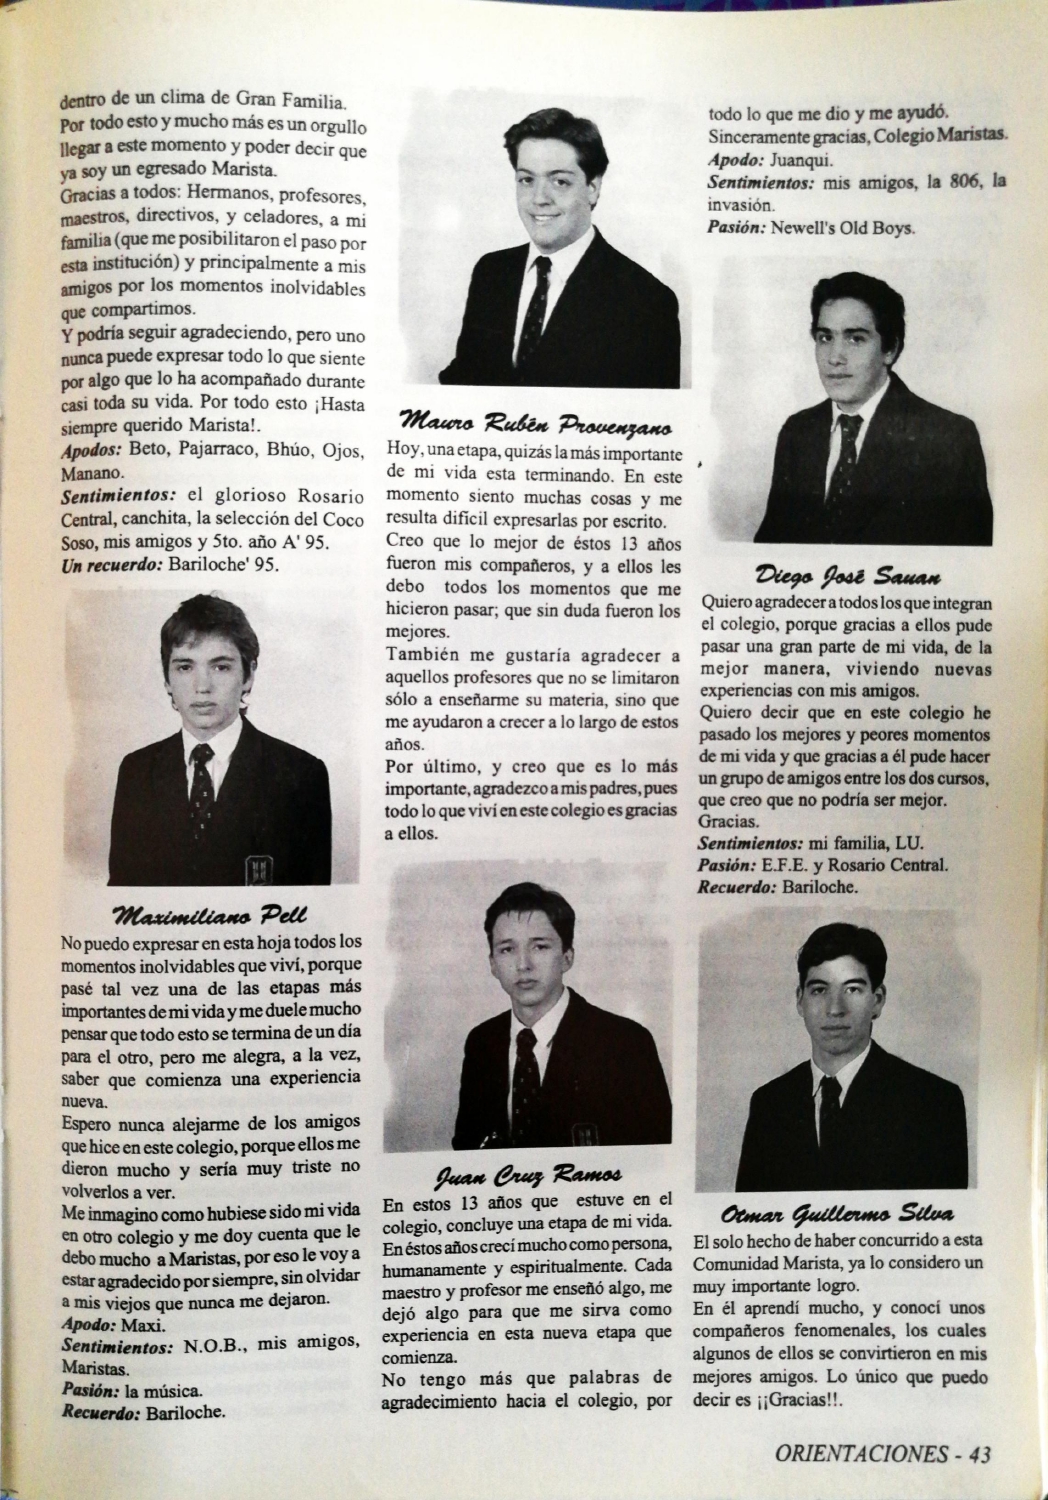 dentro de un clima de Gran Familia.
Por todo esto y mucho más es un orgullo
llegar a este momento y poder decir que
ya soy un egresado Marista.
Gracias a todos: Hermanos, profesores,
maestros, directivos, y celadores, a mi
familia (que me posibilitaron el paso por
esta institución) y principalmente a mis
amigos por los momentos inolvidables
que compartimos.
Y podría seguir agradeciendo, pero uno
nunca puede expresar todo lo que siente
por algo que lo ha acompañado durante
casi toda su vida. Por todo esto ¡Hasta
siempre querido Marista!.
Apodos: Beto, Pajarraco, Bhúo, Ojos,
Manano.
Sentimientos: el glorioso Rosario
Central, canchita, la selección del Coco
Soso, mis amigos y 5to. año A' 95.
Un recuerdo: Bariloche' 95.
Maximiliano Pell
No puedo expresar en esta hoja todos los
momentos inolvidables que viví, porque
pasé tal vez una de las etapas más
importantes de mi vida y me duele mucho
pensar que todo esto se termina de un día
para el otro, pero me alegra, a la vez,
saber que comienza una experiencia
nueva.
Espero nunca alejarme de los amigos
que hice en este colegio, porque ellos me
dieron mucho y sería muy triste no
volverlos a ver.
Me inmagino como hubiese sido mi vida
en otro colegio y me doy cuenta que le
debo mucho a Maristas, por eso le voy a
estar agradecido por siempre, sin olvidar
a mis viejos que nunca me dejaron.
Apodo: Maxi.
Sentimientos: N.O.B., mis amigos,
Maristas.
Pasión: la música.
Recuerdo: Bariloche.
Mauro Rubén Provenzano
Hoy, una etapa, quizás la más importante
de mi vida esta terminando. En este
momento siento muchas cosas y me
resulta difícil expresarlas por escrito.
Creo que lo mejor de éstos 13 años
fueron mis compañeros, y a ellos les
debo todos los momentos que me
hicieron pasar; que sin duda fueron los
mejores.
También me gustaría agradecer a
aquellos profesores que no se limitaron
sólo a enseñarme su materia, sino que
me ayudaron a crecer a lo largo de estos
años.
Por último, y creo que es lo más
importante, agradezco a mis padres, pues
todo lo que viví en este colegio es gracias
a ellos.
Juan Cruz Ramos
En estos 13 años que estuve en el
colegio, concluye una etapa de mi vida.
En éstos años crecí mucho como persona,
humanamente y espiritualmente. Cada
maestro y profesor me enseñó algo, me
dejó algo para que me sirva como
experiencia en esta nueva etapa que
comienza.
No tengo más que palabras de
agradecimiento hacia el colegio, por
todo lo que me dio y me ayudó.
Sinceramente gracias, Colegio Maristas.
Apodo: Juanqui.
Sentimientos: mis amigos, la 806, la
invasión.
Pasión: Newell's Old Boys.
Diego José Sauan
Quiero agradecer a todos los que integran
el colegio, porque gracias a ellos pude
pasar una gran parte de mi vida, de la
mejor manera, viviendo nuevas
experiencias con mis amigos.
Quiero decir que en este colegio he
pasado los mejores y peores momentos
de mi vida y que gracias a él pude hacer
un grupo de amigos entre los dos cursos,
que creo que no podría ser mejor.
Gracias.
Sentimientos: mi familia, LU.
Pasión: E.F.E. y Rosario Central.
Recuerdo: Bariloche.
Otmar Guillermo Silva
El solo hecho de haber concurrido a esta
Comunidad Marista, ya lo considero un
muy importante logro.
En él aprendí mucho, y conocí unos
compañeros fenomenales, los cuales
algunos de ellos se convirtieron en mis
mejores amigos. Lo único que puedo
decir es ¡¡Gracias!!.
ORIENTACIONES - 43